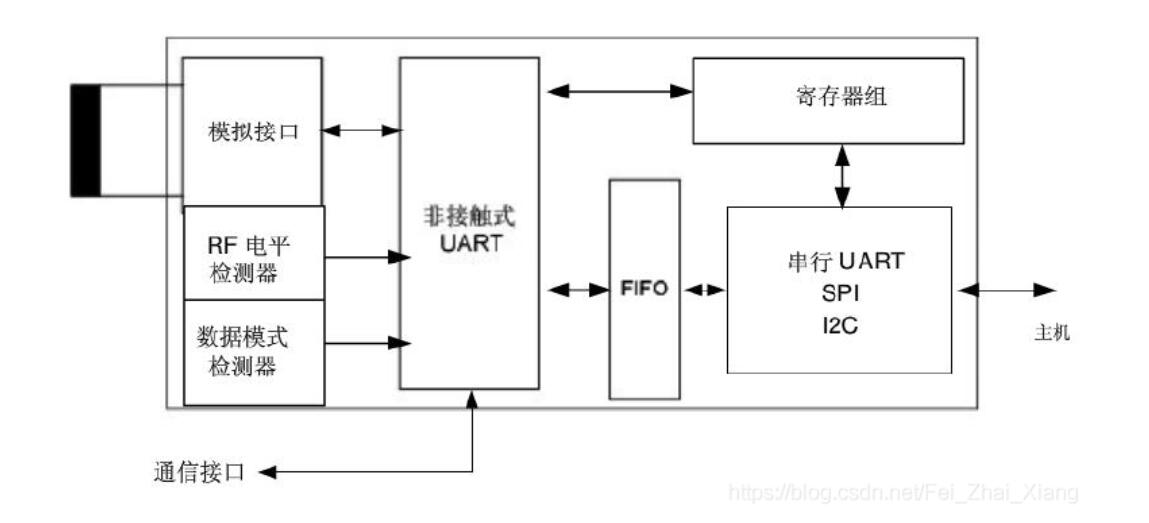 模拟接口
RF 电平
检测器
数据模式
检测器
非接触式
UART
寄存器组
FIFO
串行 UART
SPI
I2C
主机
通信接口
https://blog.csdn.net/Fei_Zhai_Xiang